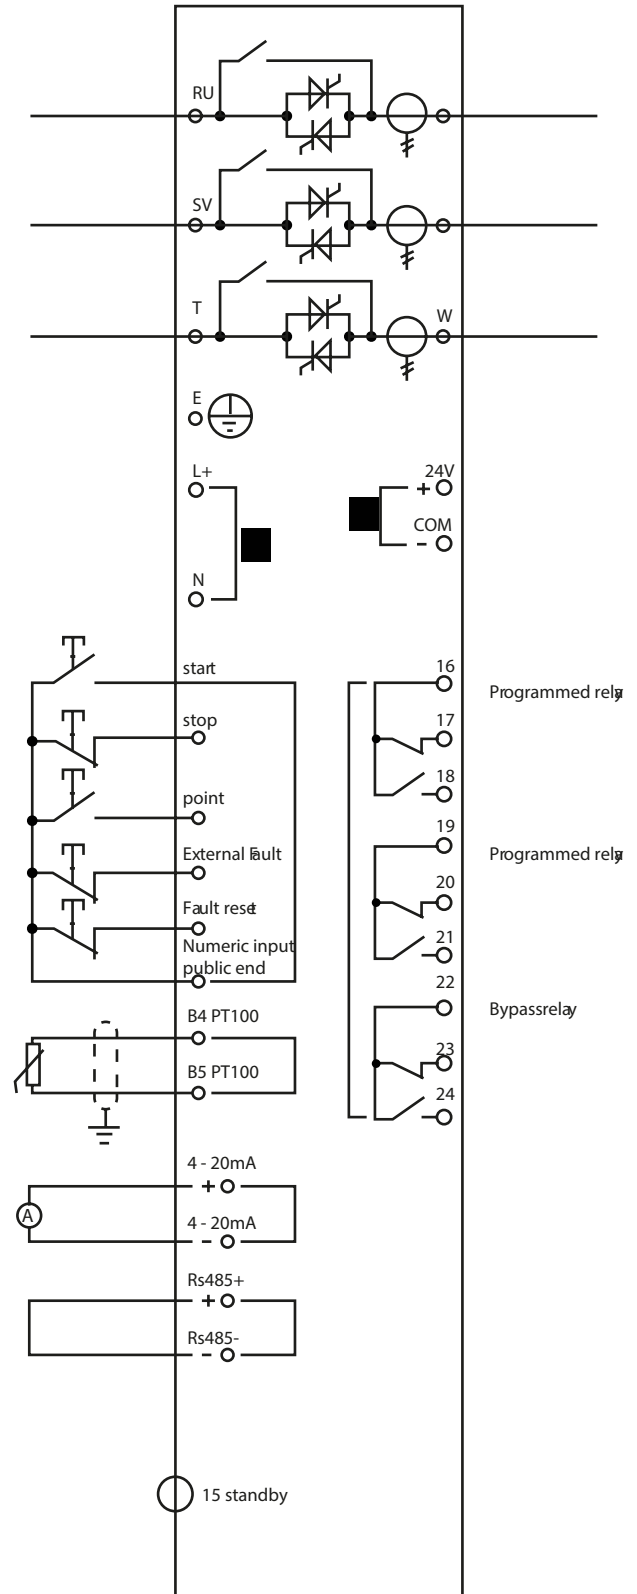 RU
SV
T
W
E
L+
24V
+
COM
-
N
start
16
Programmed relay
stop
17
18
point
19
External Fault
Programmed relay
20
Fault reset
21
Numeric input
public end
22
Bypassrelay
B4 PT100
23
B5 PT100
24
4 - 20mA
+
A
4 - 20mA
-
Rs485+
+
Rs485-
-
15 standby